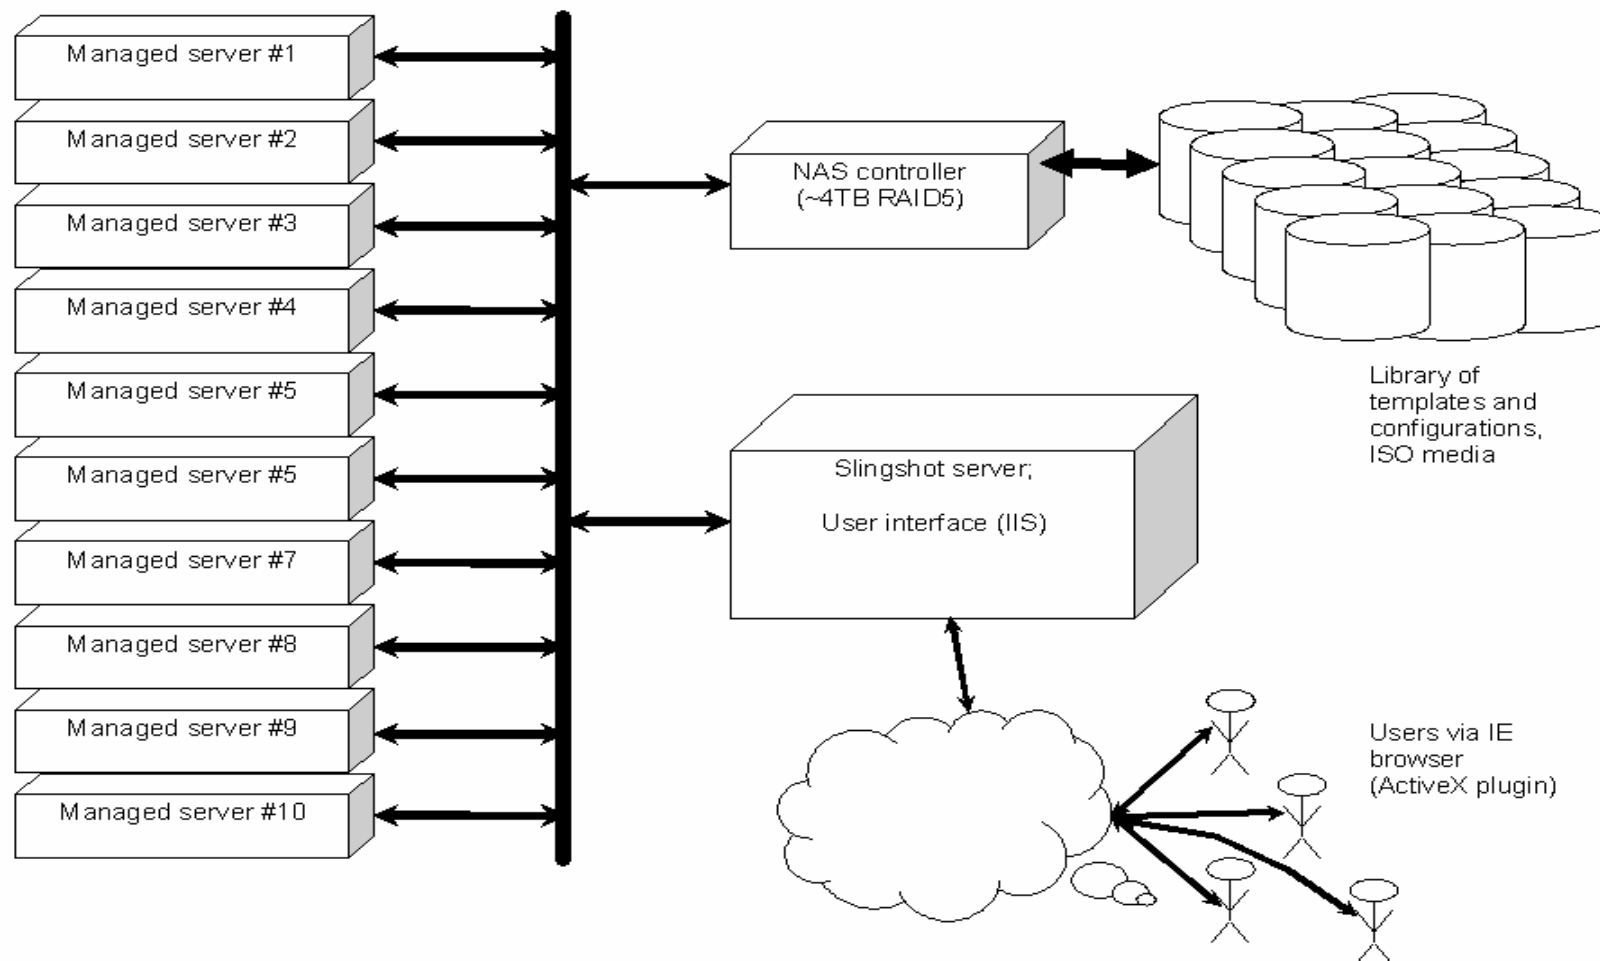 Managed server #1
Managed server #2
Managed server #3
Managed server #4
Managed server #5
Managed server #5
Managed server #7
Managed server #8
Managed server #9
Managed server #10
NAS controller
(~4TB RAID5)
Library of
templates and
configurations,
ISO media
Slingshot server;
User interface (IIS)
Users via IE
browser
(ActiveX plugin)